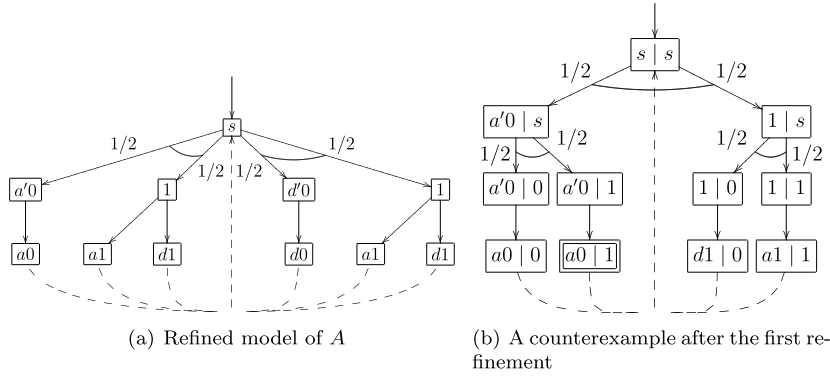 s | s
1/2 1/2
s
a′0 | s 1 | s
1/2 1/2 1/2 1/2 1/2 1/2
1/2 1/2
a′0 1 d′0 1 a′0 | 0 a′0 | 1 1 | 0 1 | 1
a0 a1 d1 d0 a1 d1 a0 | 0 a0 | 1 d1 | 0 a1 | 1
(a) Refined model of A
(b) A counterexample after the first re-
finement